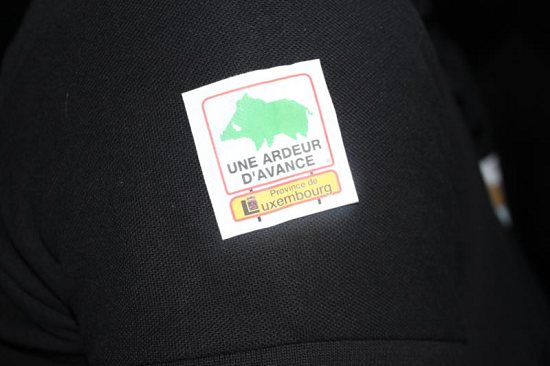 UNE ARDEUR
D'AVANCE
Province de
Luxembourg